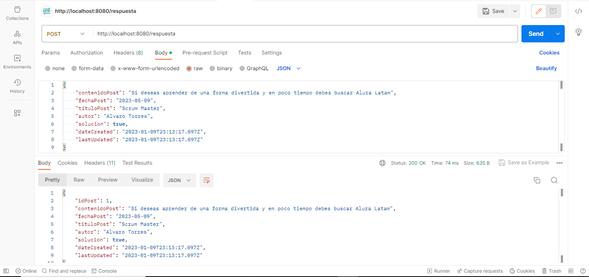 Collections
APIs
Environments
History
http://localhost:8080/respuesta
Save
POST
http://localhost:8080/respuesta
Send
Params Authorization Headers (8) Body Pre-request Script Tests Settings Cookies
none form-data x-www-form-urlencoded raw binary GraphQL JSON Beautify
1 {
2 "contenidoPost": "Si deseas aprender de una forma divertida y en poco tiempo debes buscar Alura Latam",
3 "fechaPost": "2023-05-09",
4 "tituloPost": "Scrum Master",
5 "autor": "Alvaro Torres",
6 "solucion": true,
7 "dateCreated": "2023-01-09T23:13:17.097Z",
8 "lastUpdated": "2023-01-09T23:13:17.097Z"
9 }
Body Cookies Headers (11) Test Results Status: 200 OK Time: 74 ms Size: 635 B Save as Example
Pretty Raw Preview Visualize JSON
1 {
2 "idPost": 1,
3 "contenidoPost": "Si deseas aprender de una forma divertida y en poco tiempo debes buscar Alura Latam",
4 "fechaPost": "2023-05-09",
5 "tituloPost": "Scrum Master",
6 "autor": "Alvaro Torres",
7 "solucion": true,
8 "dateCreated": "2023-01-09T23:13:17.097Z",
9 "lastUpdated": "2023-01-09T23:13:17.097Z"
10 }
Online Find and replace Console Runner Capture requests Cookies Trash